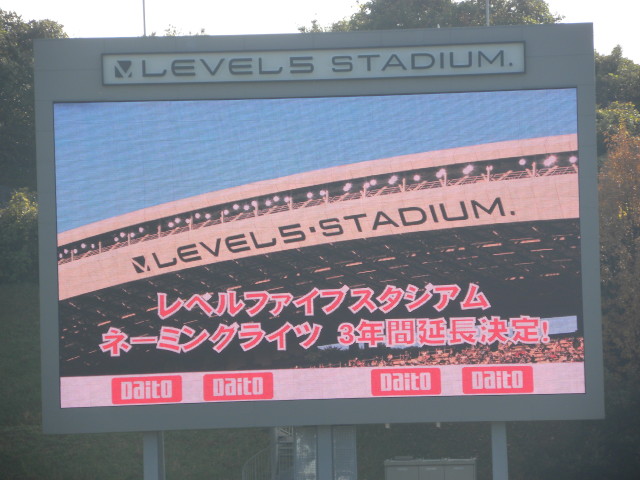 LEVEL5 STADIUM.
LEVEL5・STADIUM.
レベルファイブスタジアム
ネーミングライツ 3年間延長決定!
Daito Daito Daito Daito